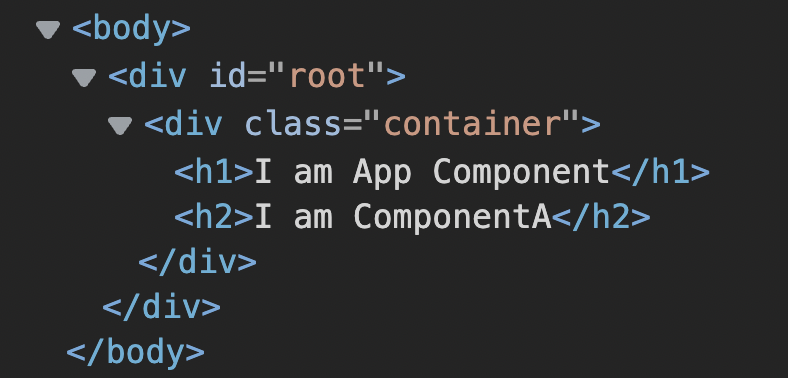 <body>
<div id="root">
<div class="container">
<h1>I am App Component</h1>
<h2>I am ComponentA</h2>
</div>
</div>
</body>